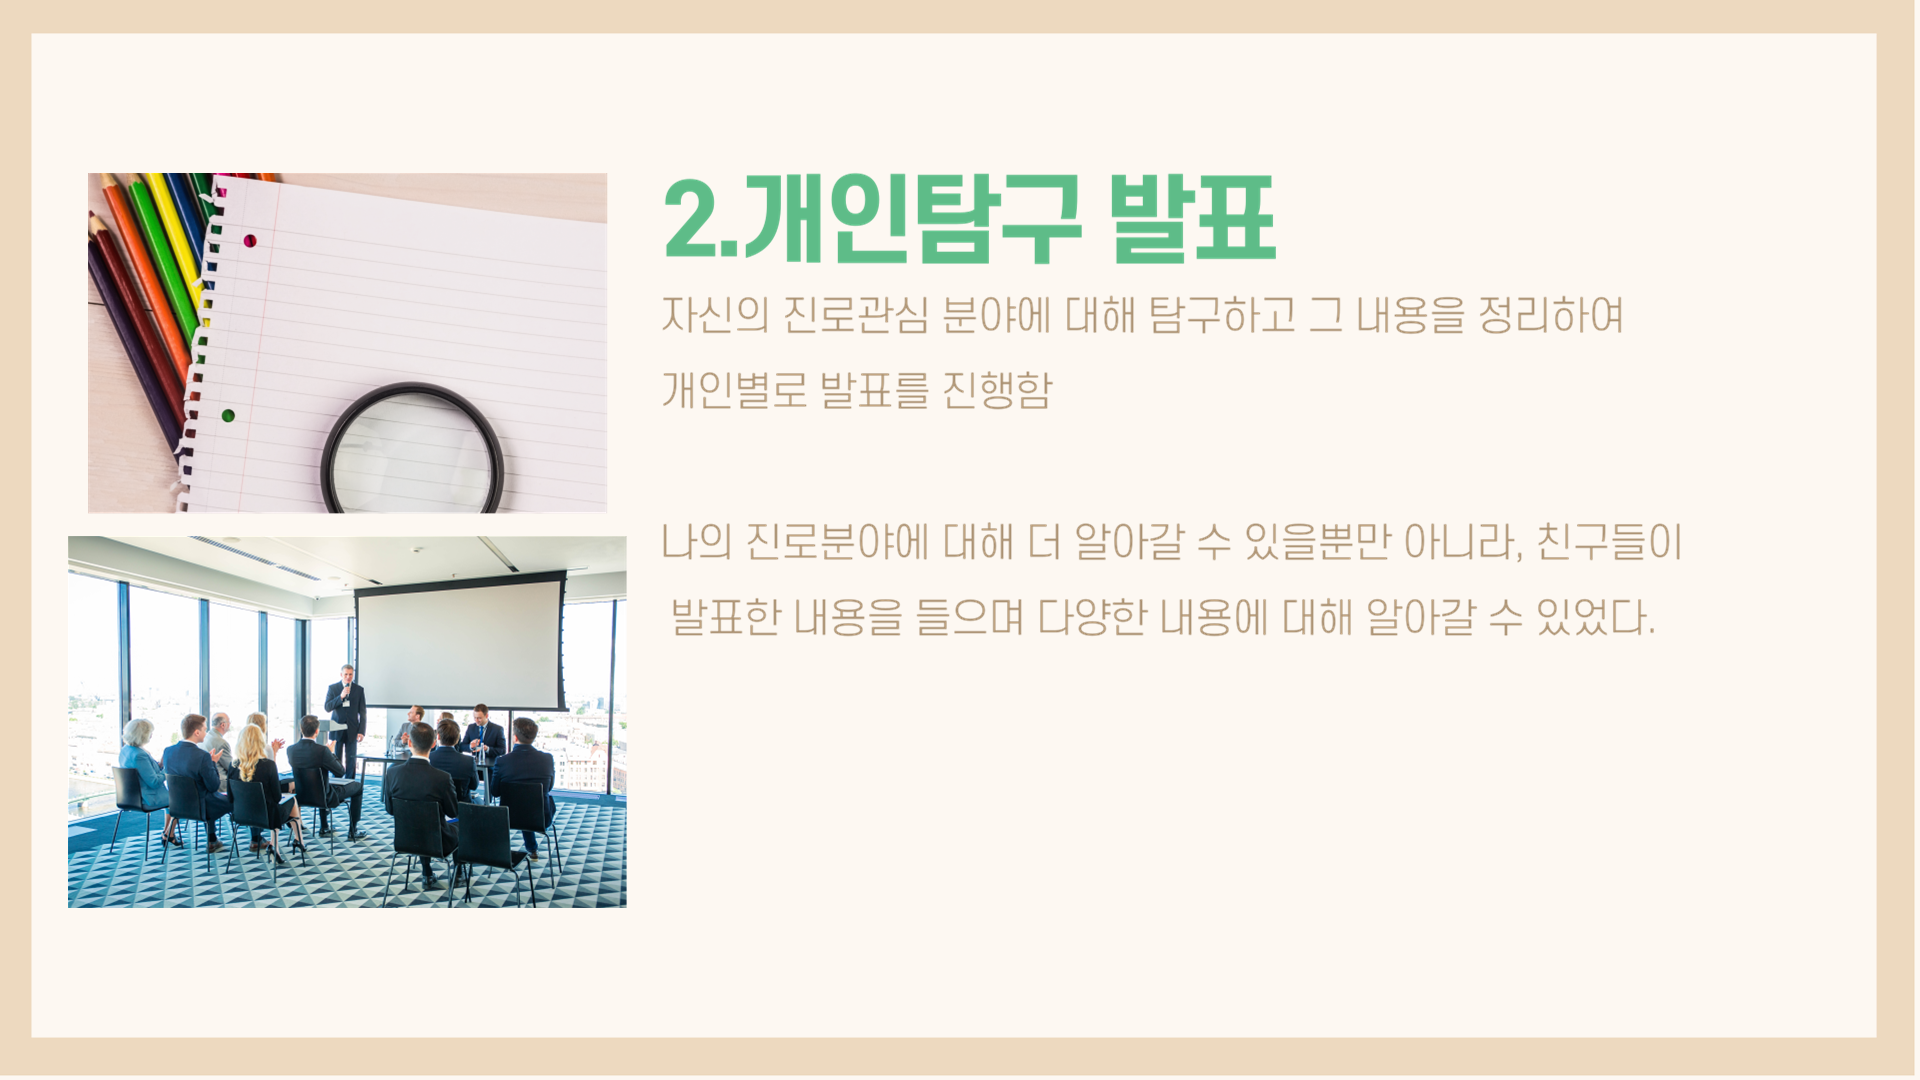 2.개인탐구 발표
자신의 진로관심 분야에 대해 탐구하고 그 내용을 정리하여
개인별로 발표를 진행함
나의 진로분야에 대해 더 알아갈 수 있을뿐만 아니라, 친구들이
발표한 내용을 들으며 다양한 내용에 대해 알아갈 수 있었다.